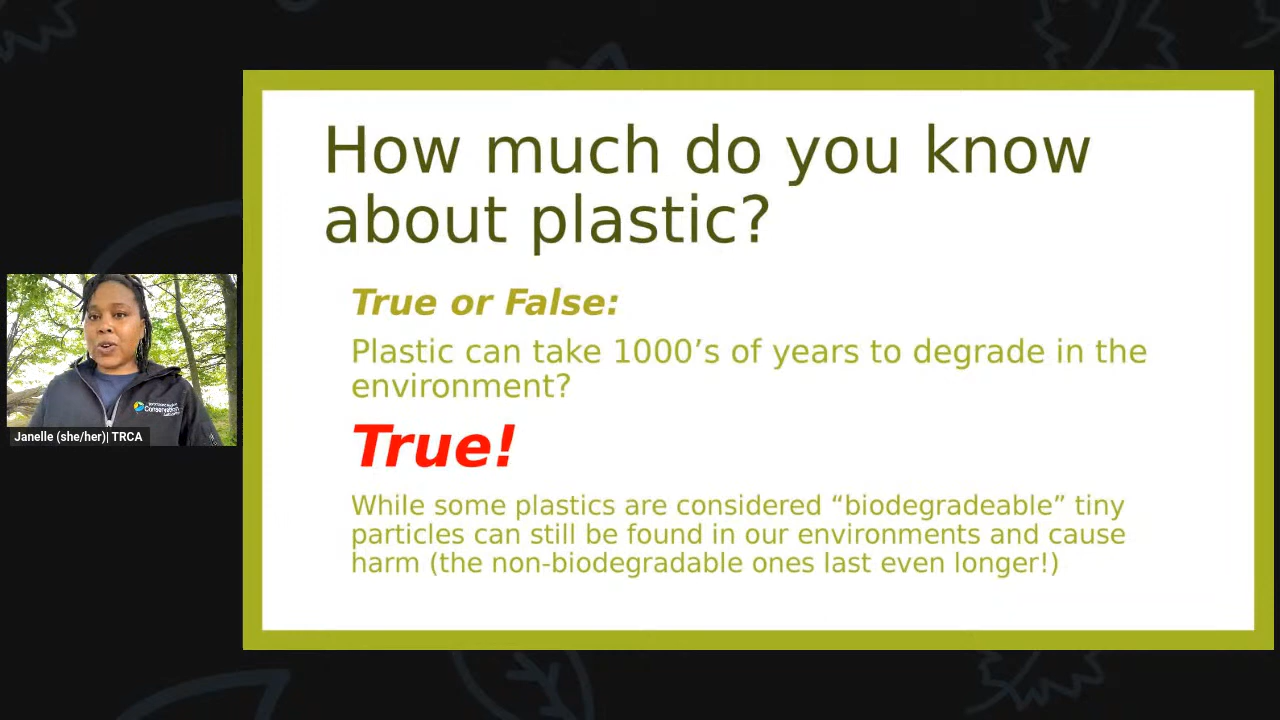 How much do you know
about plastic?
True or False:
Plastic can take 1000’s of years to degrade in the
environment?
True!
While some plastics are considered “biodegradeable” tiny
particles can still be found in our environments and cause
harm (the non-biodegradable ones last even longer!)
Conservation
Janelle (she/her)| TRCA